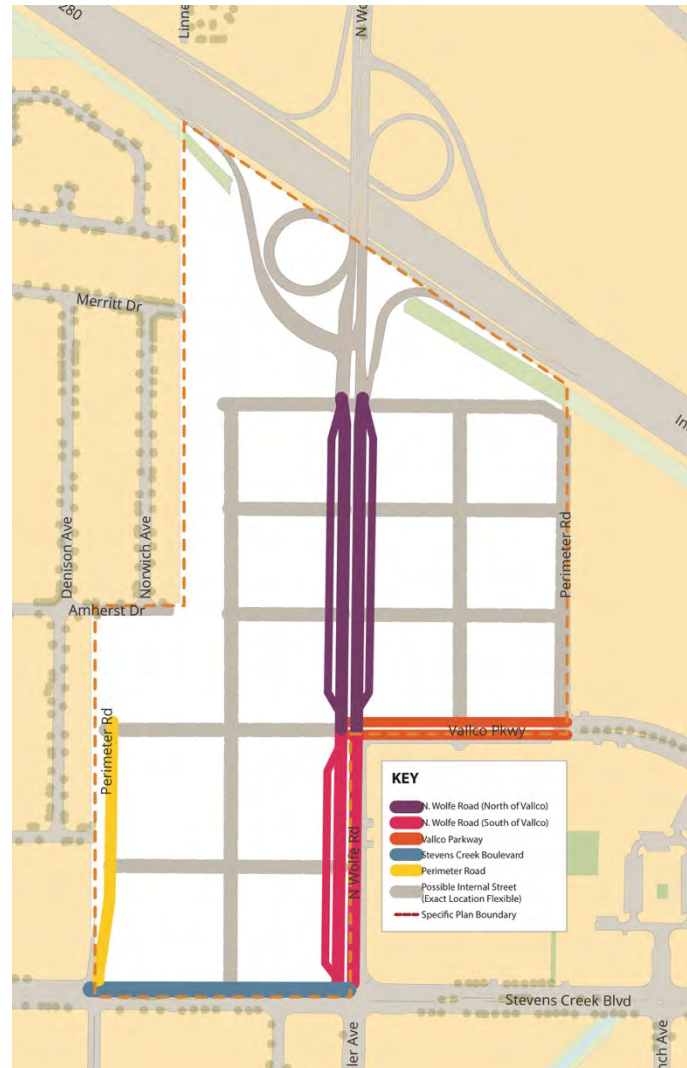 280
Linne
N Wo
Merritt Dr
In
Denison Ave
Norwich Ave
Perimeter Rd
Amherst Dr
Perimeter Rd
Vallco Pkwy
KEY
N. Wolfe Road (North of Vallco)
N. Wolfe Road (South of Vallco)
Vallco Parkway
Stevens Creek Boulevard
Perimeter Road
Possible Internal Street
(Exact Location Flexible)
Specific Plan Boundary
N Wolfe Rd
Stevens Creek Blvd
ler Ave
nch Ave